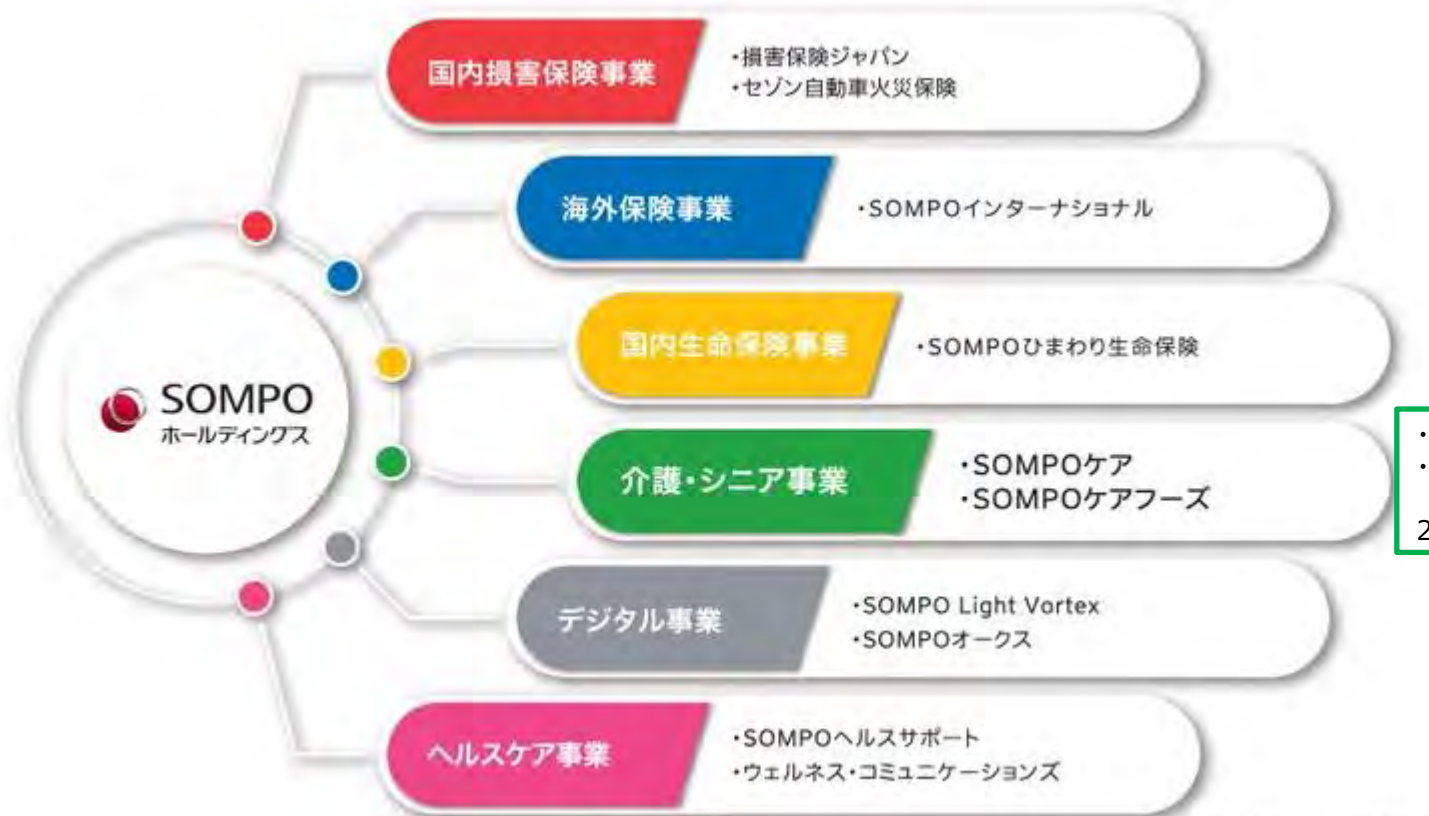 国内損害保険事業
・損害保険ジャパン
・セゾン自動車火災保険
海外保険事業
・SOMPOインターナショナル
国内生命保険事業
・SOMPOひまわり生命保険
SOMPO
ホールディングス
介護・シニア事業
・SOMPOケア
・SOMPOケアフーズ
・
・
2
デジタル事業
・SOMPO Light Vortex
・SOMPOオークス
ヘルスケア事業
・SOMPOヘルスサポート
・ウェルネス・コミュニケーションズ